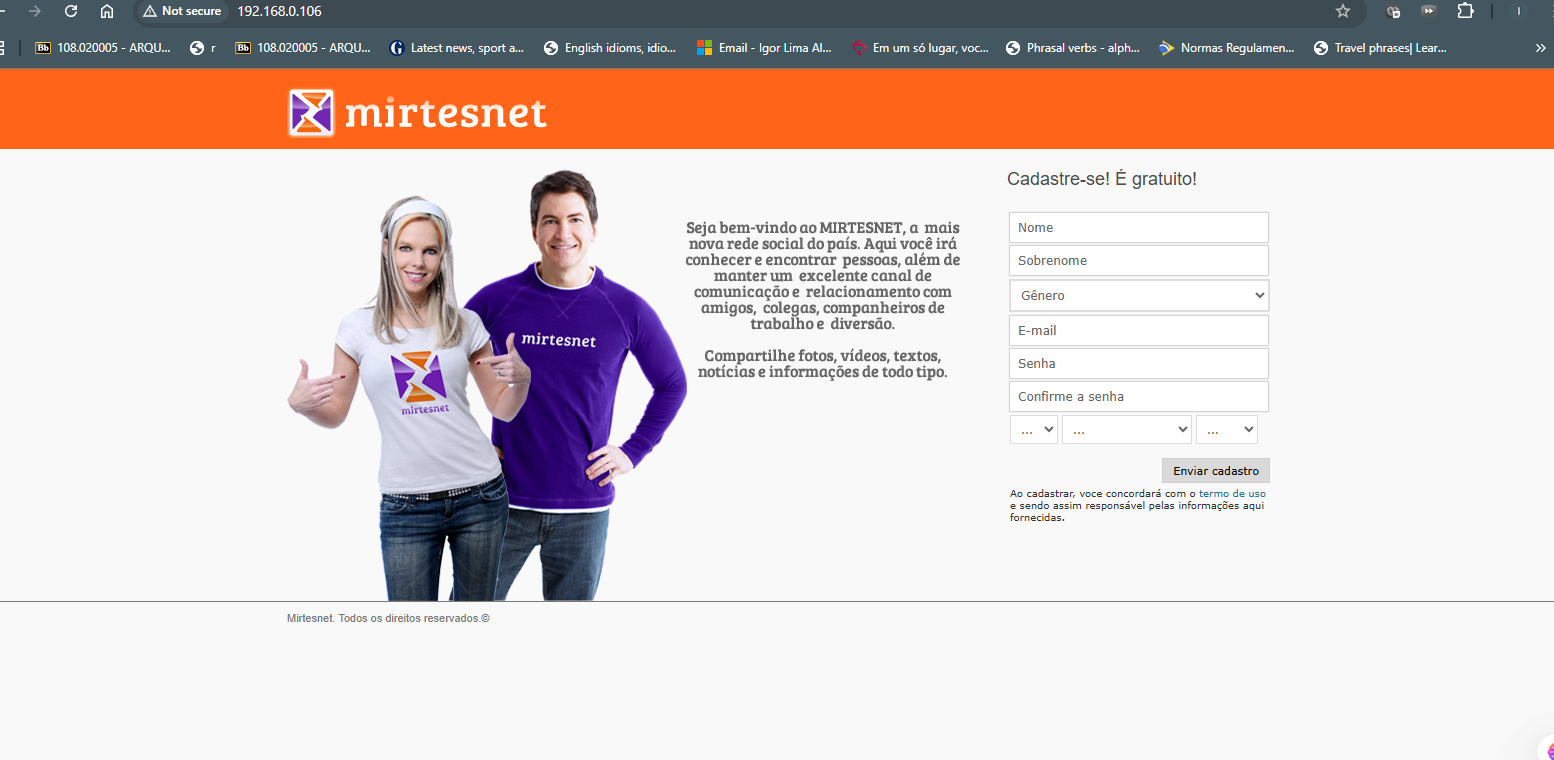 Not secure
192.168.0.106
108.020005 - ARQU...
r
108.020005 - ARQU...
Latest news, sport a...
English idioms, idio...
Email - Igor Lima Al...
Em um só lugar, voc...
Phrasal verbs - alph...
Normas Regulamen...
Travel phrases| Lear...
mirtesnet
Cadastre-se! É gratuito!
Seja bem-vindo ao MIRTESNET, a mais
nova rede social do país. Aqui você irá
conhecer e encontrar pessoas, além de
manter um excelente canal de
comunicação e relacionamento com
amigos, colegas, companheiros de
trabalho e diversão.
Compartilhe fotos, vídeos, textos,
notícias e informações de todo tipo.
mirtesnet
mirtesnet
Nome
Sobrenome
Gênero
E-mail
Senha
Confirme a senha
... ... ...
Enviar cadastro
Ao cadastrar, voce concordará com o termo de uso
e sendo assim responsável pelas informações aqui
fornecidas.
Mirtesnet. Todos os direitos reservados.©